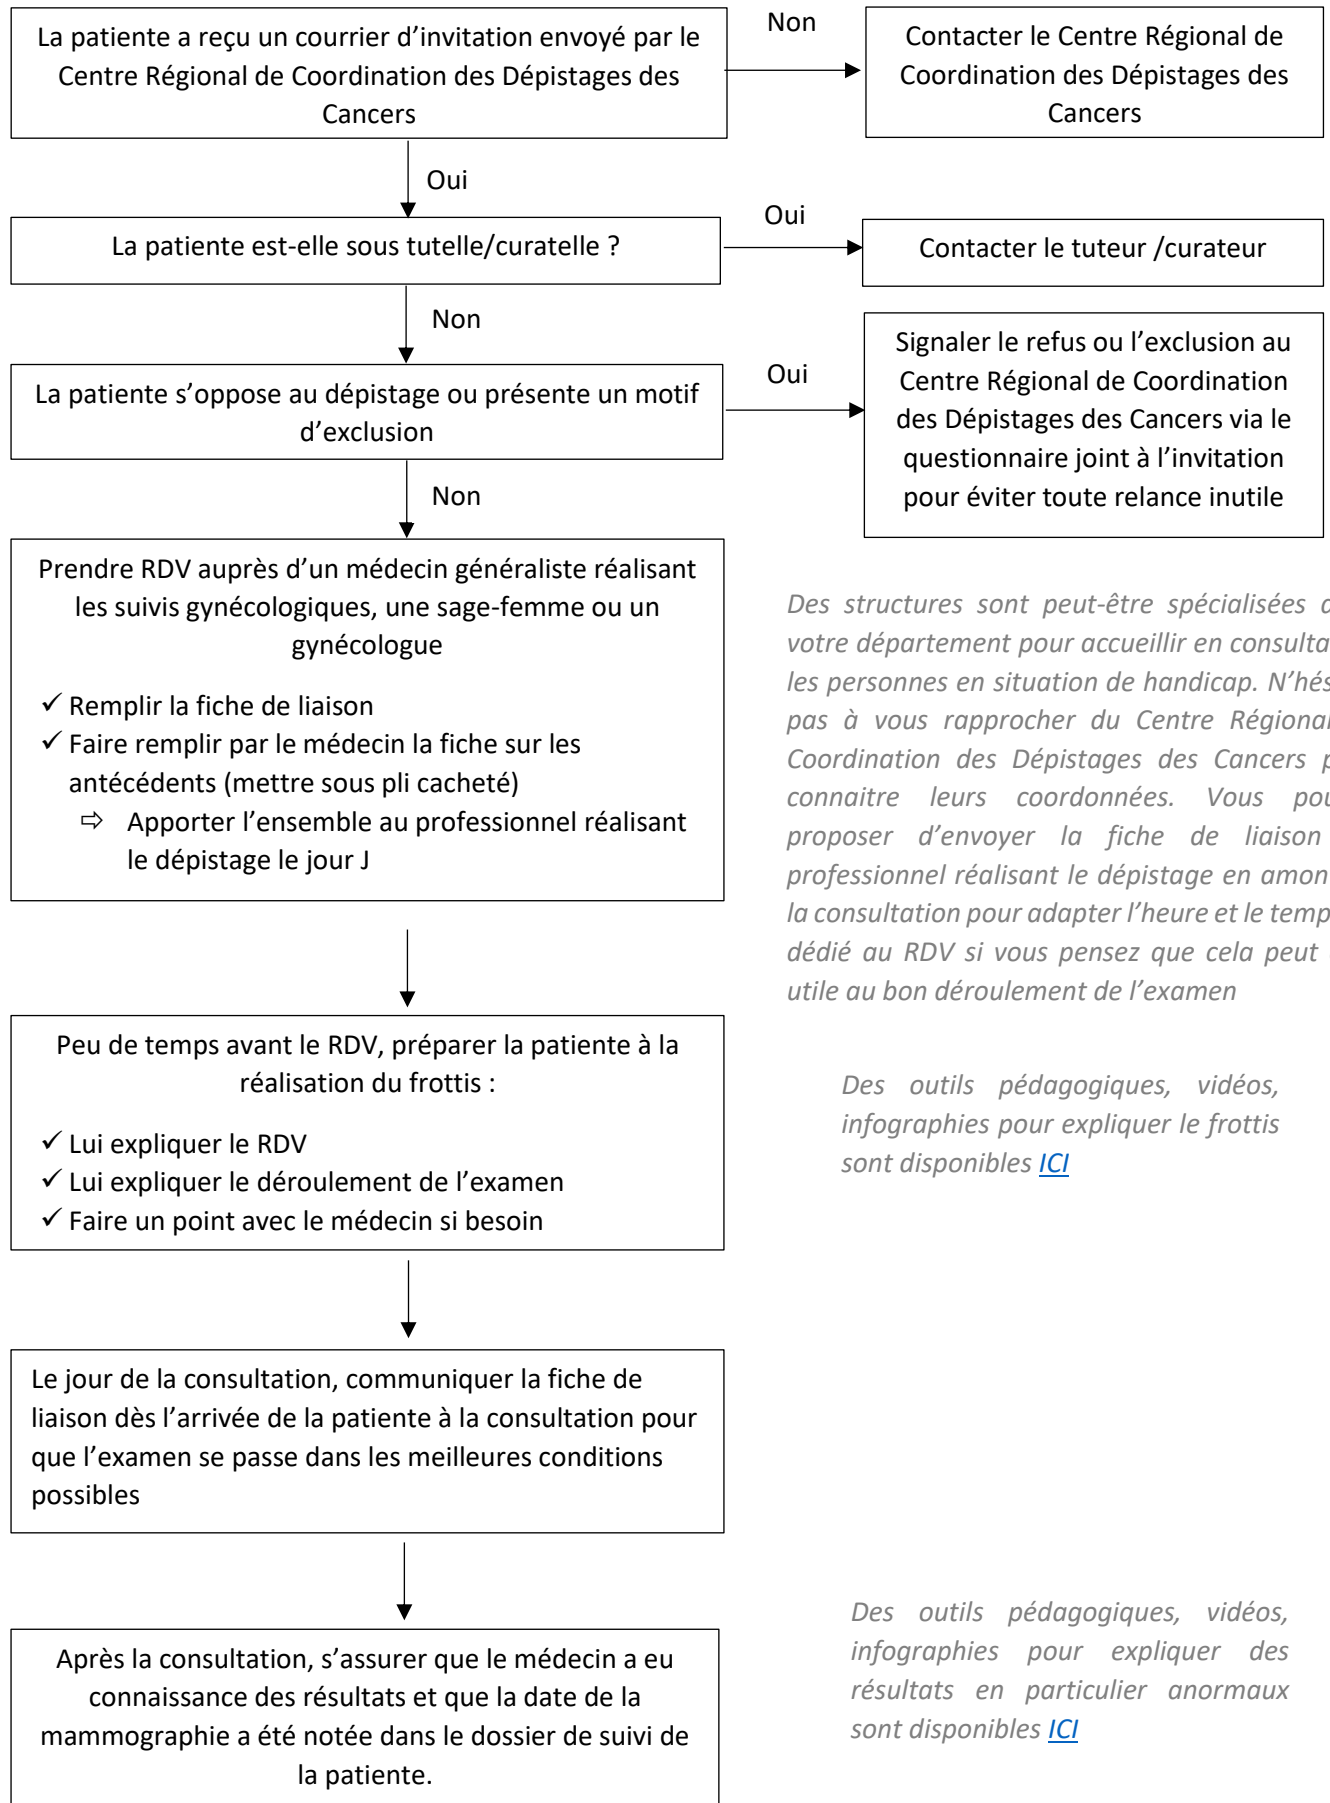 La patiente a reçu un courrier d’invitation envoyé par le
Centre Régional de Coordination des Dépistages des
Cancers
Non
Contacter le Centre Régional de
Coordination des Dépistages des
Cancers
Oui
La patiente est-elle sous tutelle/curatelle ?
Oui
Contacter le tuteur /curateur
Non
La patiente s’oppose au dépistage ou présente un motif
d’exclusion
Oui
Signaler le refus ou l’exclusion au
Centre Régional de Coordination
des Dépistages des Cancers via le
questionnaire joint à l’invitation
pour éviter toute relance inutile
Non
Prendre RDV auprès d’un médecin généraliste réalisant
les suivis gynécologiques, une sage-femme ou un
gynécologue
✓ Remplir la fiche de liaison
✓ Faire remplir par le médecin la fiche sur les
antécédents (mettre sous pli cacheté)
⇨ Apporter l’ensemble au professionnel réalisant
le dépistage le jour J
Des structures sont peut-être spécialisées
votre département pour accueillir en
les personnes en situation de handicap.
pas à vous rapprocher du Centre Régional
Coordination des Dépistages des Cancers
connaitre leurs coordonnées. Vous
proposer d’envoyer la fiche de liaison
professionnel réalisant le dépistage en
la consultation pour adapter l’heure et le
dédié au RDV si vous pensez que cela peut
utile au bon déroulement de l’examen
Peu de temps avant le RDV, préparer la patiente à la
réalisation du frottis :
✓ Lui expliquer le RDV
✓ Lui expliquer le déroulement de l’examen
✓ Faire un point avec le médecin si besoin
Des outils pédagogiques, vidéos,
infographies pour expliquer le frottis
sont disponibles ICI
Le jour de la consultation, communiquer la fiche de
liaison dès l’arrivée de la patiente à la consultation pour
que l’examen se passe dans les meilleures conditions
possibles
Après la consultation, s’assurer que le médecin a eu
connaissance des résultats et que la date de la
mammographie a été notée dans le dossier de suivi de
la patiente.
Des outils pédagogiques, vidéos,
infographies pour expliquer des
résultats en particulier anormaux
sont disponibles ICI